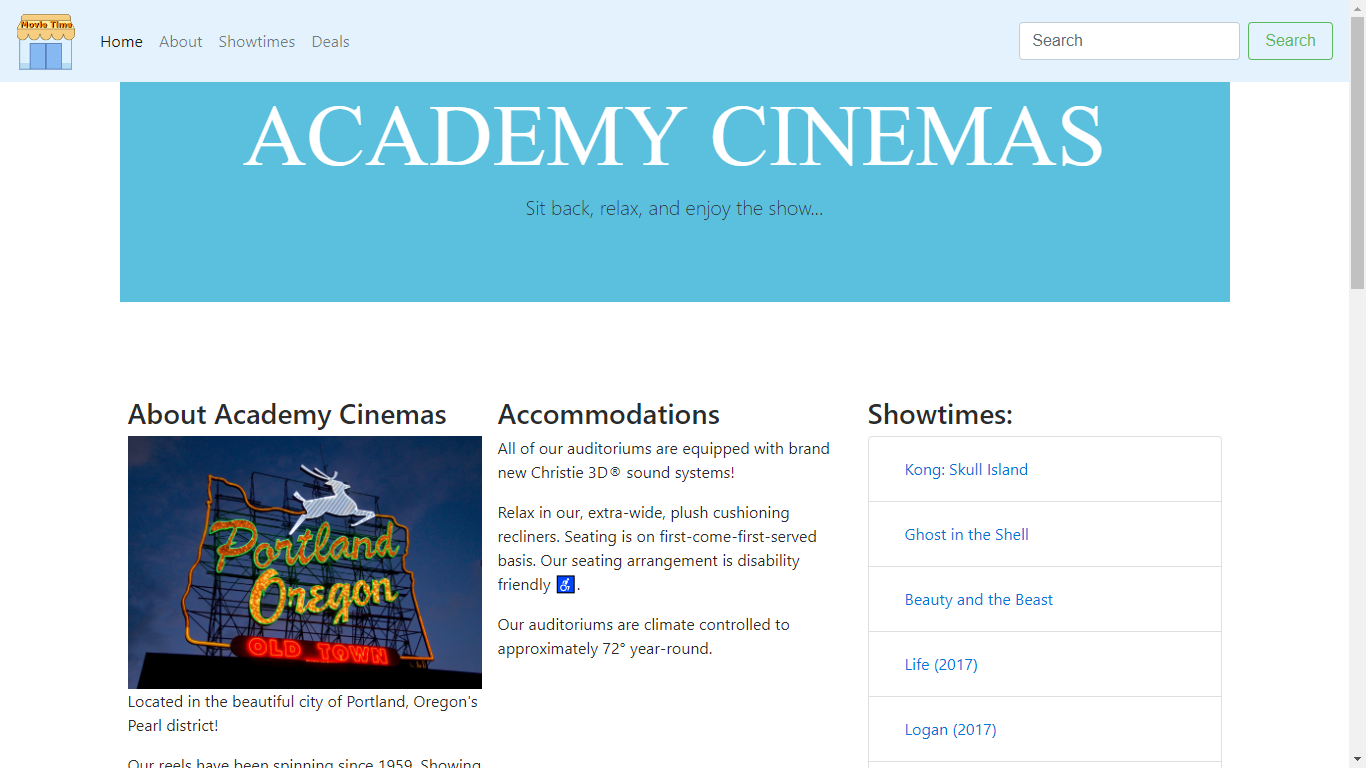 Movie Time
Home
About
Showtimes
Deals
Search
Search
ACADEMY CINEMAS
Sit back, relax, and enjoy the show...
About Academy Cinemas
Portland
Oregon
OLD TOWN
Located in the beautiful city of Portland, Oregon's
Pearl district!
Our reels have been spinning since 1959. Showing
Accommodations
All of our auditoriums are equipped with brand
new Christie 3D® sound systems!
Relax in our, extra-wide, plush cushioning
recliners. Seating is on first-come-first-served
basis. Our seating arrangement is disability
friendly ♿.
Our auditoriums are climate controlled to
approximately 72° year-round.
Showtimes:
Kong: Skull Island
Ghost in the Shell
Beauty and the Beast
Life (2017)
Logan (2017)